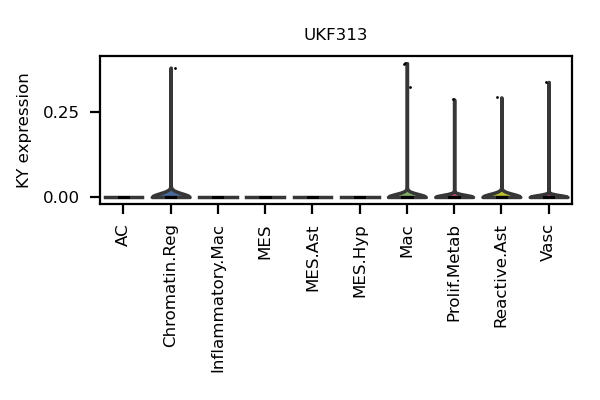 UKF313
KY expression
0.25
0.00
AC
Chromatin.Reg
Inflammatory.Mac
MES
MES.Ast
MES.Hyp
Mac
Prolif.Metab
Reactive.Ast
Vasc